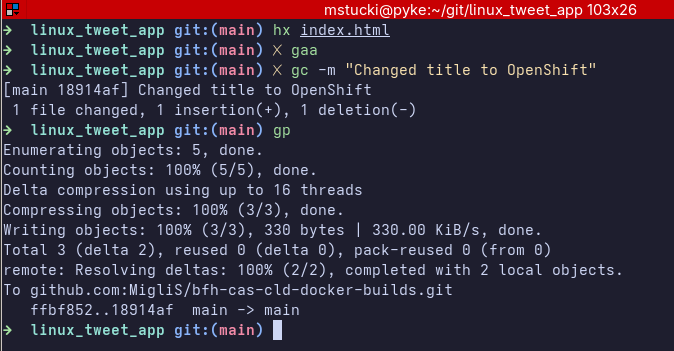 mstucki@pyke:~/git/linux_tweet_app 103x26
→ linux_tweet_app git:(main) hx index.html
→ linux_tweet_app git:(main) ✗ gaa
→ linux_tweet_app git:(main) ✗ gc -m "Changed title to OpenShift"
[main 18914af] Changed title to OpenShift
 1 file changed, 1 insertion(+), 1 deletion(-)
→ linux_tweet_app git:(main) gp
Enumerating objects: 5, done.
Counting objects: 100% (5/5), done.
Delta compression using up to 16 threads
Compressing objects: 100% (3/3), done.
Writing objects: 100% (3/3), 330 bytes | 330.00 KiB/s, done.
Total 3 (delta 2), reused 0 (delta 0), pack-reused 0 (from 0)
remote: Resolving deltas: 100% (2/2), completed with 2 local objects.
To github.com:MigliS/bfh-cas-cld-docker-builds.git
   ffbf852..18914af  main -> main
→ linux_tweet_app git:(main)